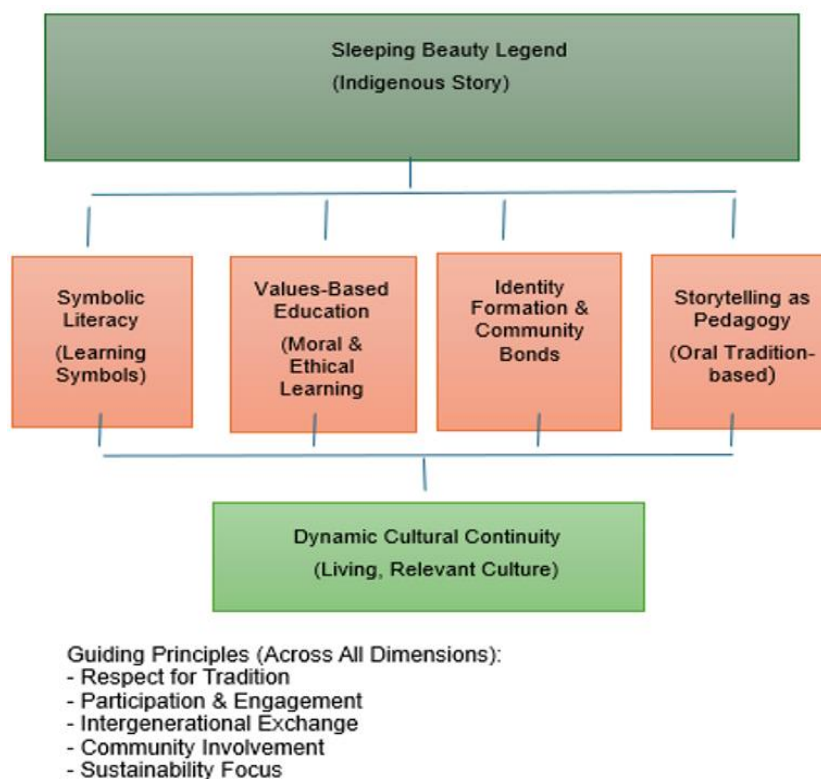 Sleeping Beauty Legend
(Indigenous Story)
Symbolic
Literacy
(Learning
Symbols)
Values-Based
Education
(Moral &
Ethical
Learning
Identity
Formation &
Community
Bonds
Storytelling as
Pedagogy
(Oral Tradition-
based)
Dynamic Cultural Continuity
(Living, Relevant Culture)
Guiding Principles (Across All Dimensions):
- Respect for Tradition
- Participation & Engagement
- Intergenerational Exchange
- Community Involvement
- Sustainability Focus